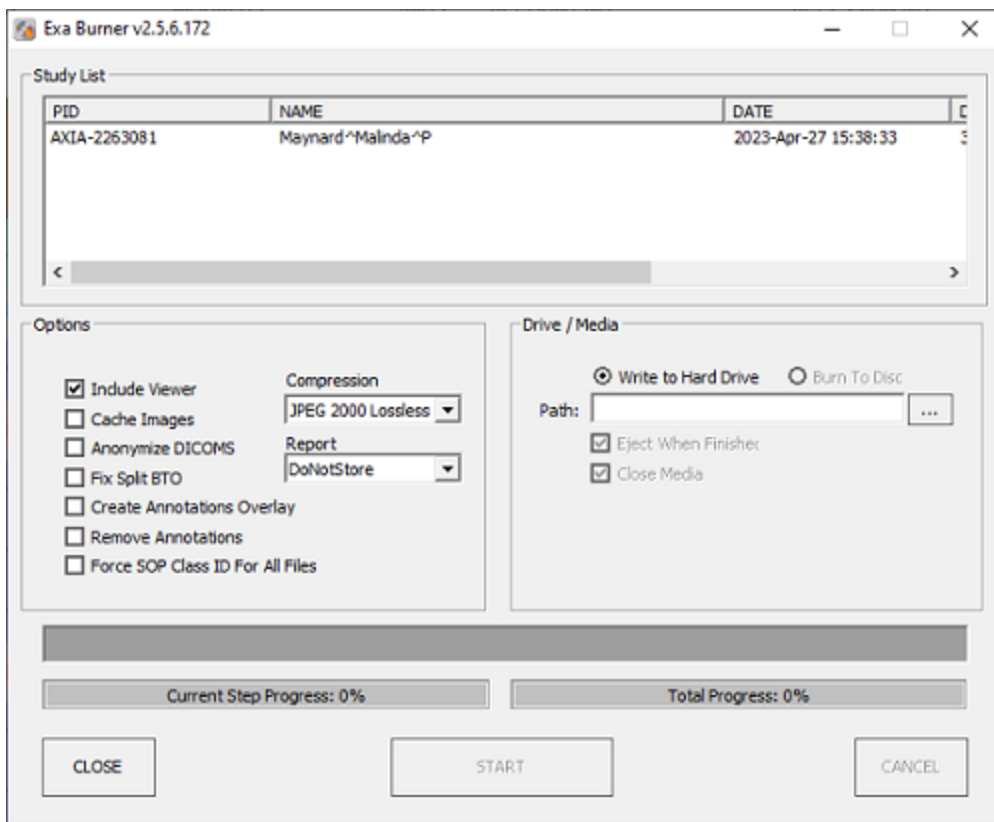 Exa Burner v2.5.6.172
Study List
PID NAME DATE
AXIA-2263081 Maynard^Malinda^P 2023-Apr-27 15:38:33
Options
Include Viewer
Cache Images
Anonymize DICOMS
Fix Split BTO
Create Annotations Overlay
Remove Annotations
Force SOP Class ID For All Files
Compression
JPEG 2000 Lossless
Report
DoNotStore
Drive / Media
Write to Hard Drive Burn To Disc
Path: ...
Eject When Finished
Close Media
Current Step Progress: 0% Total Progress: 0%
CLOSE START CANCEL